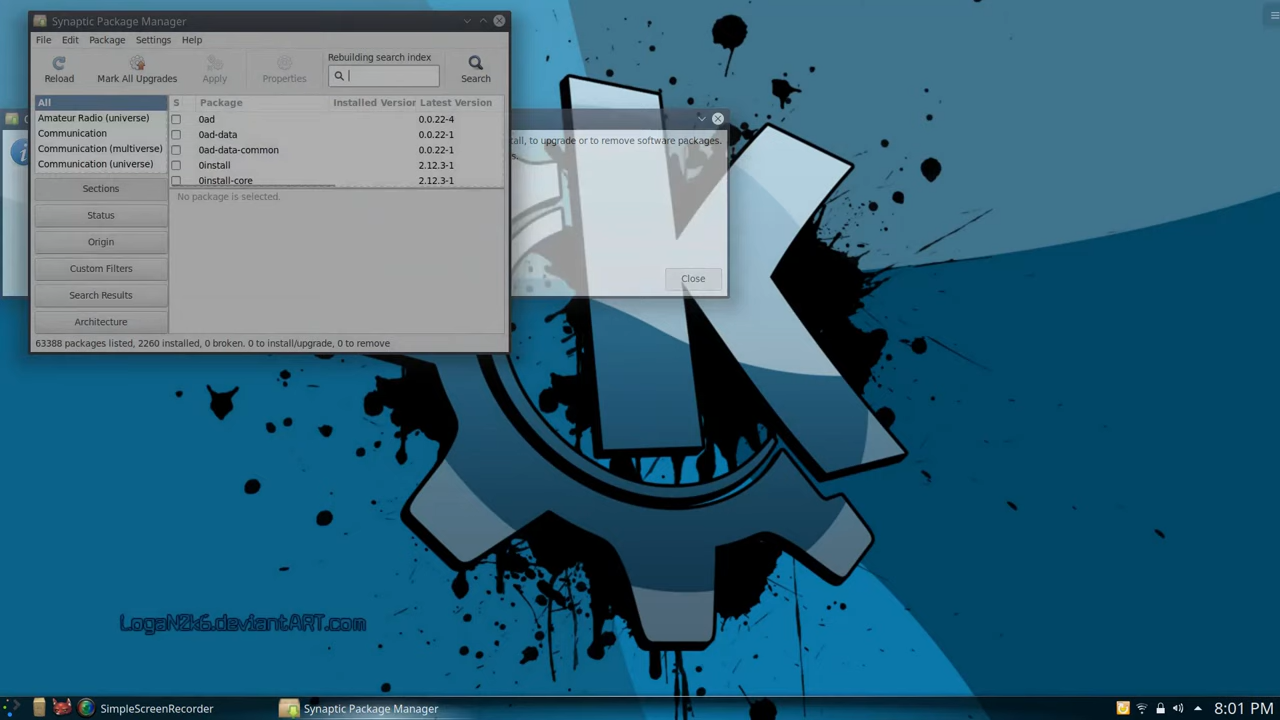 Synaptic Package Manager
File Edit Package Settings Help
Rebuilding search index
Reload Mark All Upgrades Apply Properties Search
All
Amateur Radio (universe)
Communication
Communication (multiverse)
Communication (universe)
S Package Installed Version Latest Version
0ad 0.0.22-4
0ad-data 0.0.22-1
0ad-data-common 0.0.22-1
0install 2.12.3-1
0install-core 2.12.3-1
No package is selected.
Sections
Status
Origin
Custom Filters
Search Results
Architecture
63388 packages listed, 2260 installed, 0 broken. 0 to install/upgrade, 0 to remove
to upgrade or to remove software packages.
Close
K
LogaN2k6.deviantART.com
SimpleScreenRecorder
Synaptic Package Manager
8:01 PM